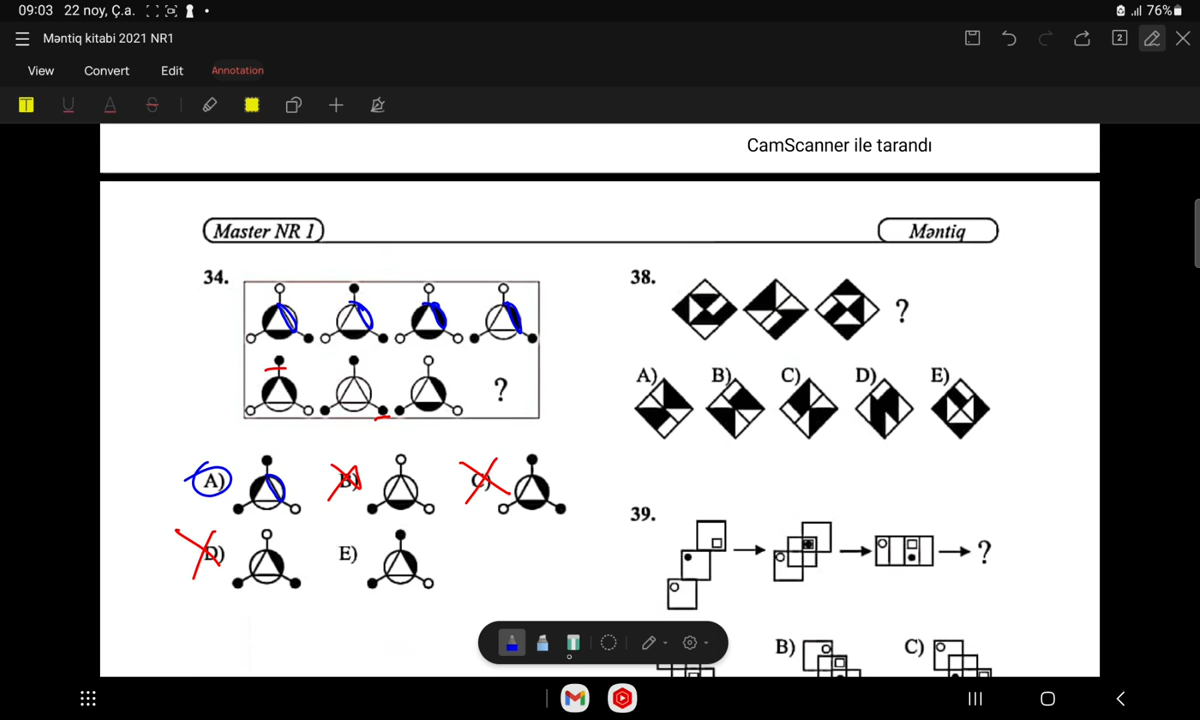 09:03 22 noy, Ç.a.
76%
Məntiq kitabi 2021 NR1
2
View Convert Edit Annotation
T U A S
CamScanner ile tarandı
Master NR 1
Məntiq
34.
?
A) B) C)
D) E)
38.
?
A) B) C) D) E)
39.
?
B) C)